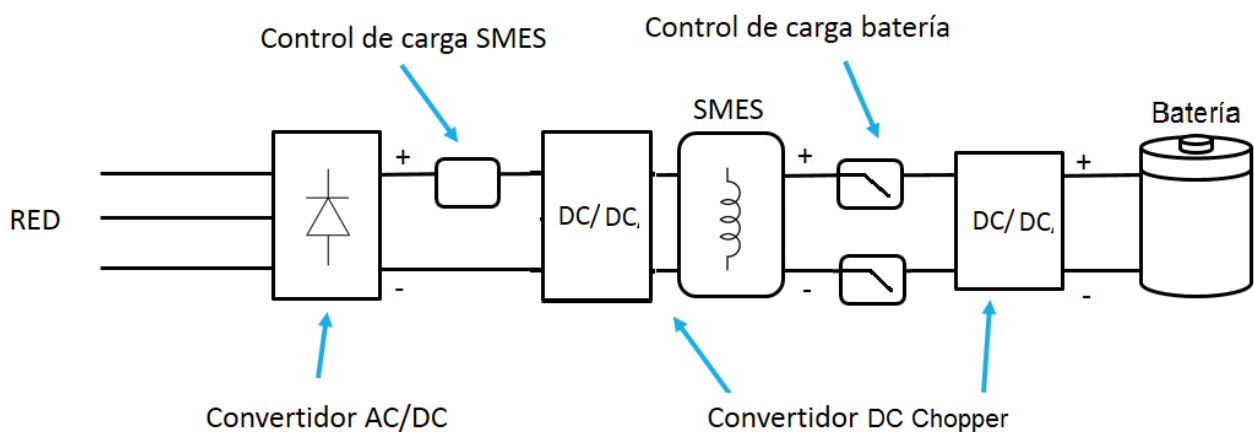 Control de carga SMES
Control de carga batería
SMES
Batería
+
+
+
RED
DC/ DC/
DC/ DC/
-
-
-
Convertidor AC/DC
Convertidor DC Chopper